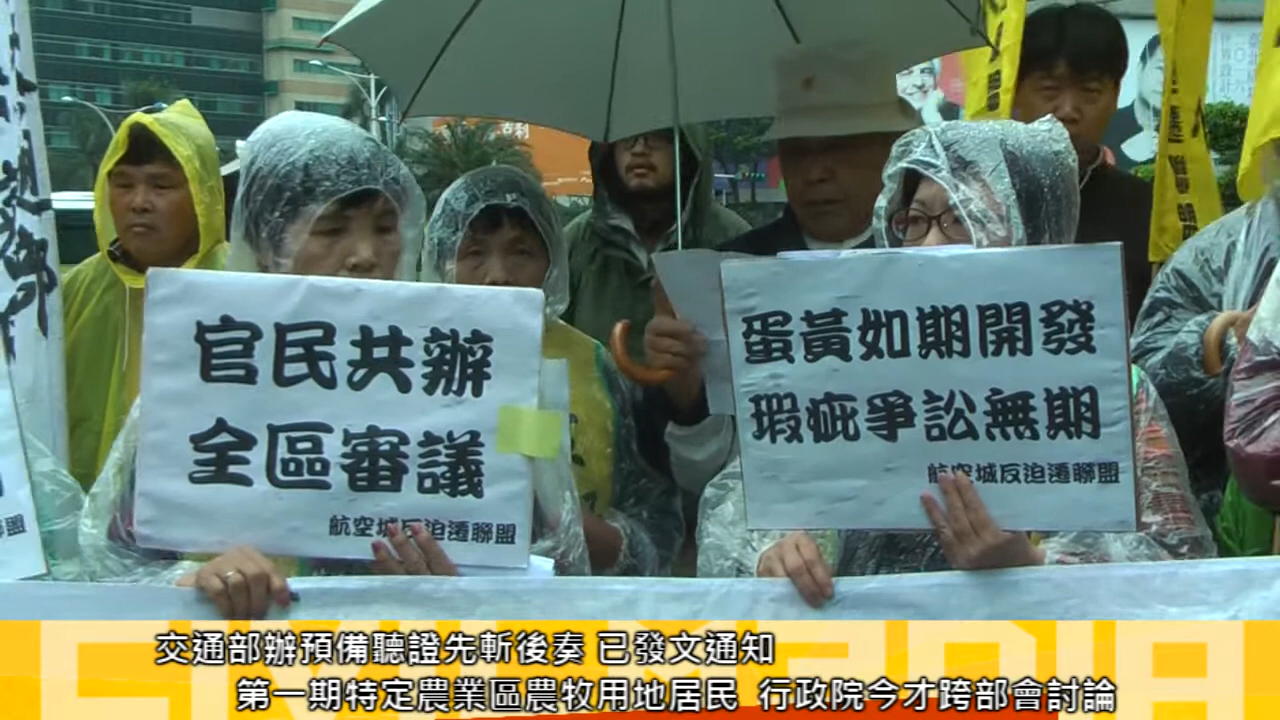 官民共辦
全區審議
航空城反迫遷聯盟
蛋黃如期開發
瑕疵爭訟無期
航空城反迫遷聯盟
聯盟
交通部辦預備聽證先斬後奏 已發文通知
第一期特定農業區農牧用地居民 行政院今才跨部會討論